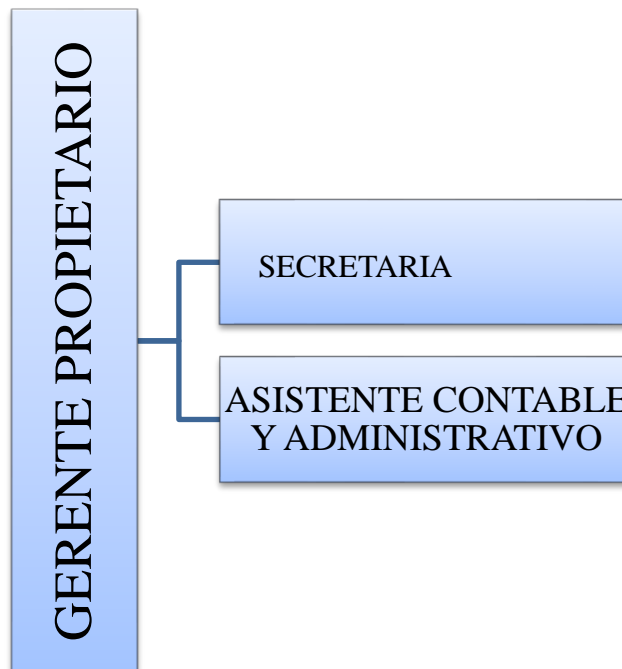 GERENTE PROPIETARIO
SECRETARIA
ASISTENTE CONTABLE
Y ADMINISTRATIVO